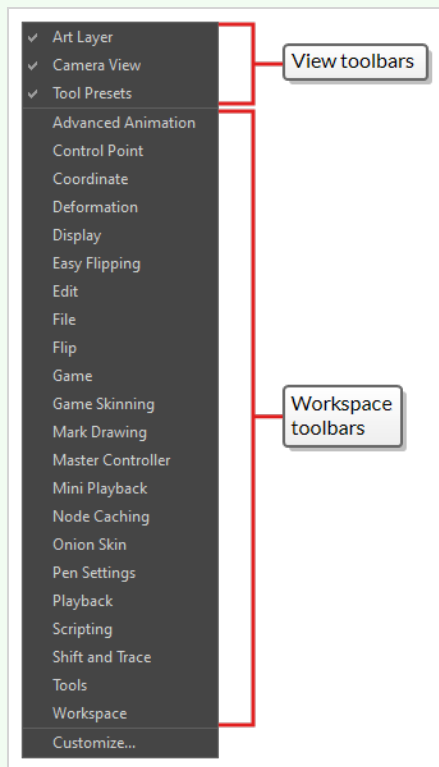 Art Layer
Camera View
Tool Presets
View toolbars
Advanced Animation
Control Point
Coordinate
Deformation
Display
Easy Flipping
Edit
File
Flip
Game
Game Skinning
Mark Drawing
Master Controller
Mini Playback
Node Caching
Onion Skin
Pen Settings
Playback
Scripting
Shift and Trace
Tools
Workspace
Workspace
toolbars
Customize...